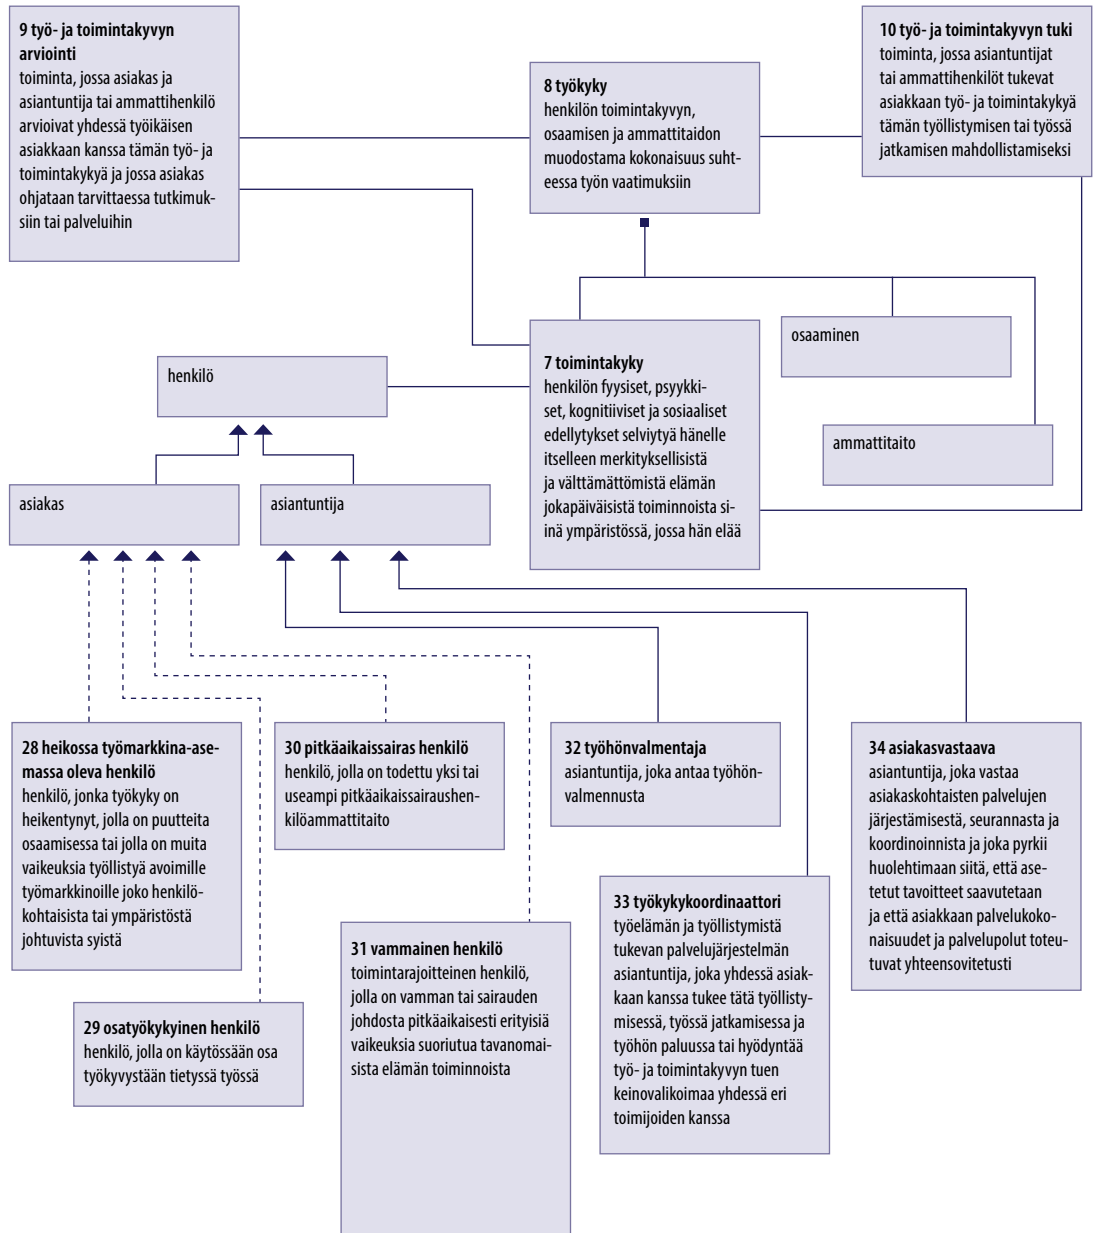 9 työ- ja toimintakyvyn
arviointi
toiminta, jossa asiakas ja
asiantuntija tai ammattihenkilö
arvioivat yhdessä työikäisen
asiakkaan kanssa tämän työ- ja
toimintakykyä ja jossa asiakas
ohjataan tarvittaessa tutkimuk-
siin tai palveluihin
8 työkyky
henkilön toimintakyvyn,
osaamisen ja ammattitaidon
muodostama kokonaisuus suht-
eessa työn vaatimuksiin
10 työ- ja toimintakyvyn tuki
toiminta, jossa asiantuntijat
tai ammattihenkilöt tukevat
asiakkaan työ- ja toimintakykyä
tämän työllistymisen tai työssä
jatkamisen mahdollistamiseksi
henkilö
7 toimintakyky
henkilön fyysiset, psyykki-
set, kognitiiviset ja sosiaaliset
edellytykset selviytyä hänelle
itselleen merkityksellisistä
ja välttämättömistä elämän
jokapäiväisistä toiminnoista si-
inä ympäristössä, jossa hän elää
osaaminen
ammattitaito
asiakas
asiantuntija
28 heikossa työmarkkina-ase-
massa oleva henkilö
henkilö, jonka työkyky on
heikentynyt, jolla on puutteita
osaamisessa tai jolla on muita
vaikeuksia työllistyä avoimille
työmarkkinoille joko henkilö-
kohtaisista tai ympäristöstä
johtuvista syistä
29 osatyökykyinen henkilö
henkilö, jolla on käytössään osa
työkyvystään tietyssä työssä
30 pitkäaikaissairas henkilö
henkilö, jolla on todettu yksi tai
useampi pitkäaikaissairaushen-
kilöammattitaito
31 vammainen henkilö
toimintarajoitteinen henkilö,
jolla on vamman tai sairauden
johdosta pitkäaikaisesti erityisiä
vaikeuksia suoriutua tavanomai-
sista elämän toiminnoista
32 työhönvalmentaja
asiantuntija, joka antaa työhön-
valmennusta
33 työkykykoordinaattori
työelämän ja työllistymistä
tukevan palvelujärjestelmän
asiantuntija, joka yhdessä asiak-
kaan kanssa tukee tätä työllisty-
misessä, työssä jatkamisessa ja
työhön paluussa tai hyödyntää
työ- ja toimintakyvyn tuen
keinovalikoimaa yhdessä eri
toimijoiden kanssa
34 asiakasvastaava
asiantuntija, joka vastaa
asiakaskohtaisten palvelujen
järjestämisestä, seurannasta ja
koordinoinnista ja joka pyrkii
huolehtimaan siitä, että ase-
tetut tavoitteet saavutetaan
ja että asiakkaan palvelukoko-
naisuudet ja palvelupolut toteu-
tuvat yhteensovitetusti